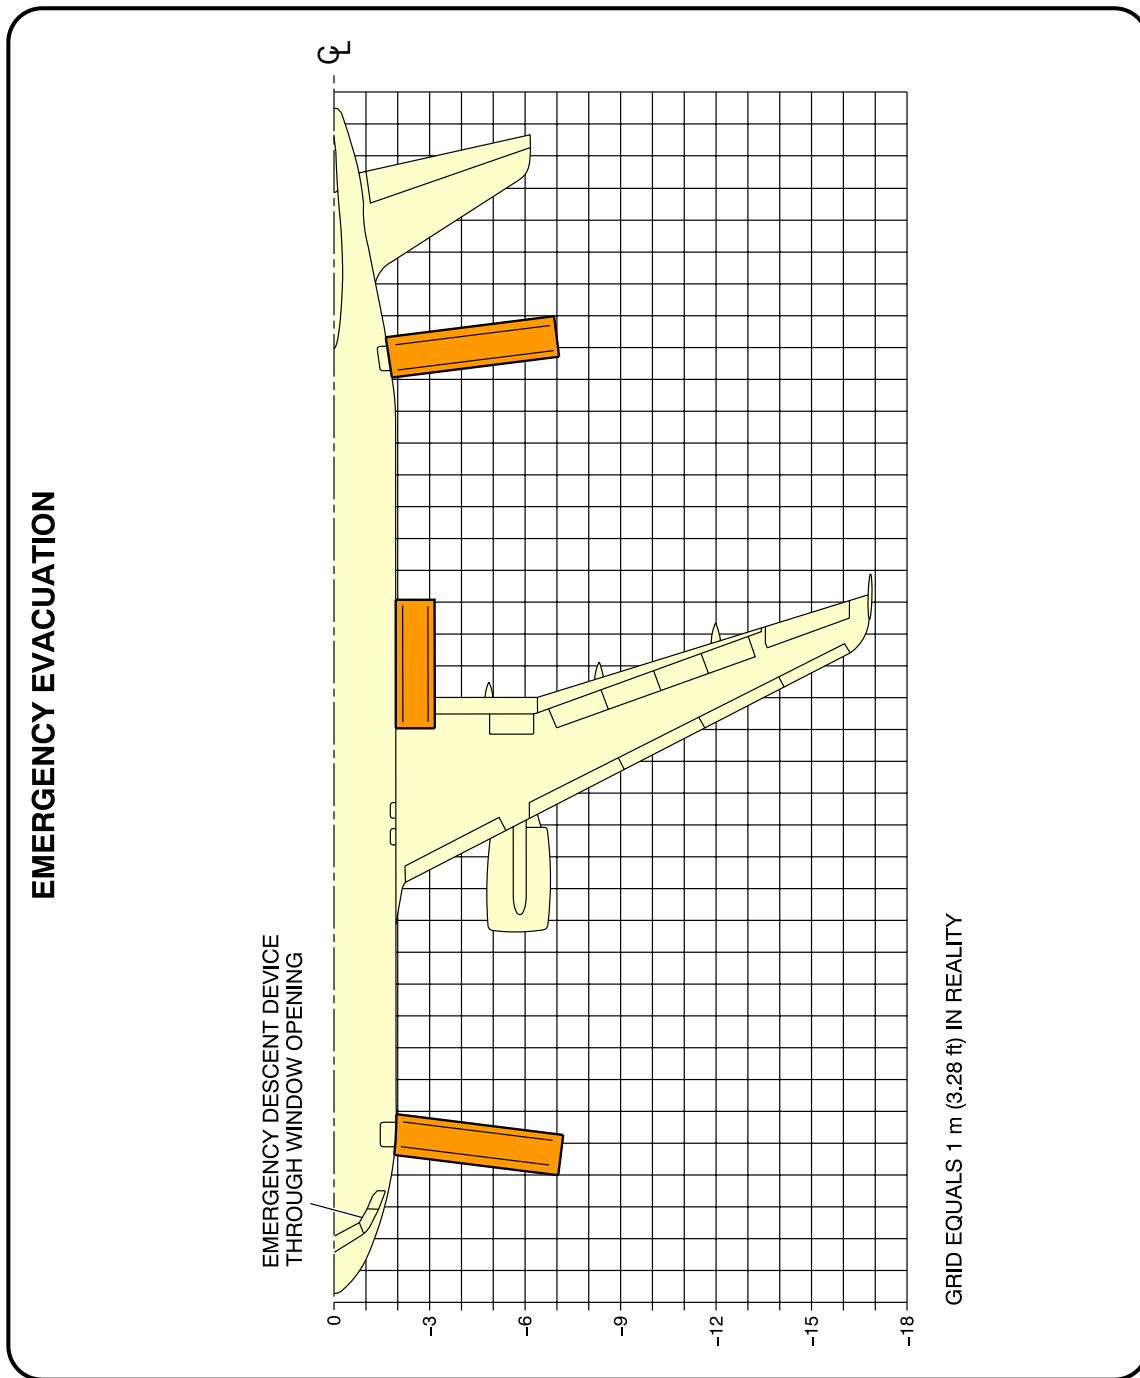 EMERGENCY EVACUATION
EMERGENCY DESCENT DEVICE
THROUGH WINDOW OPENING
CL
0
−3
−6
−9
−12
−15
−18
GRID EQUALS 1 m (3.28 ft) IN REALITY